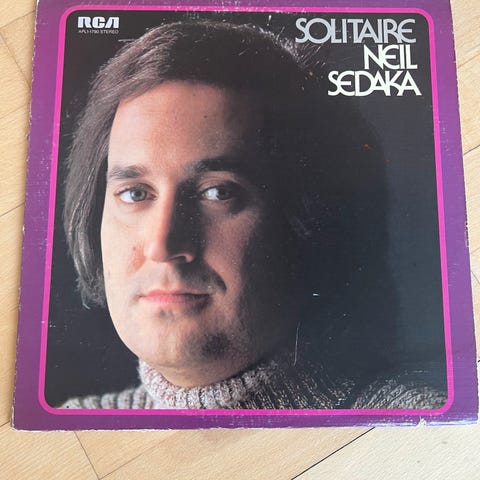 RCA
APL1-1790 STEREO
SOLITAIRE
NEIL
SEDAKA